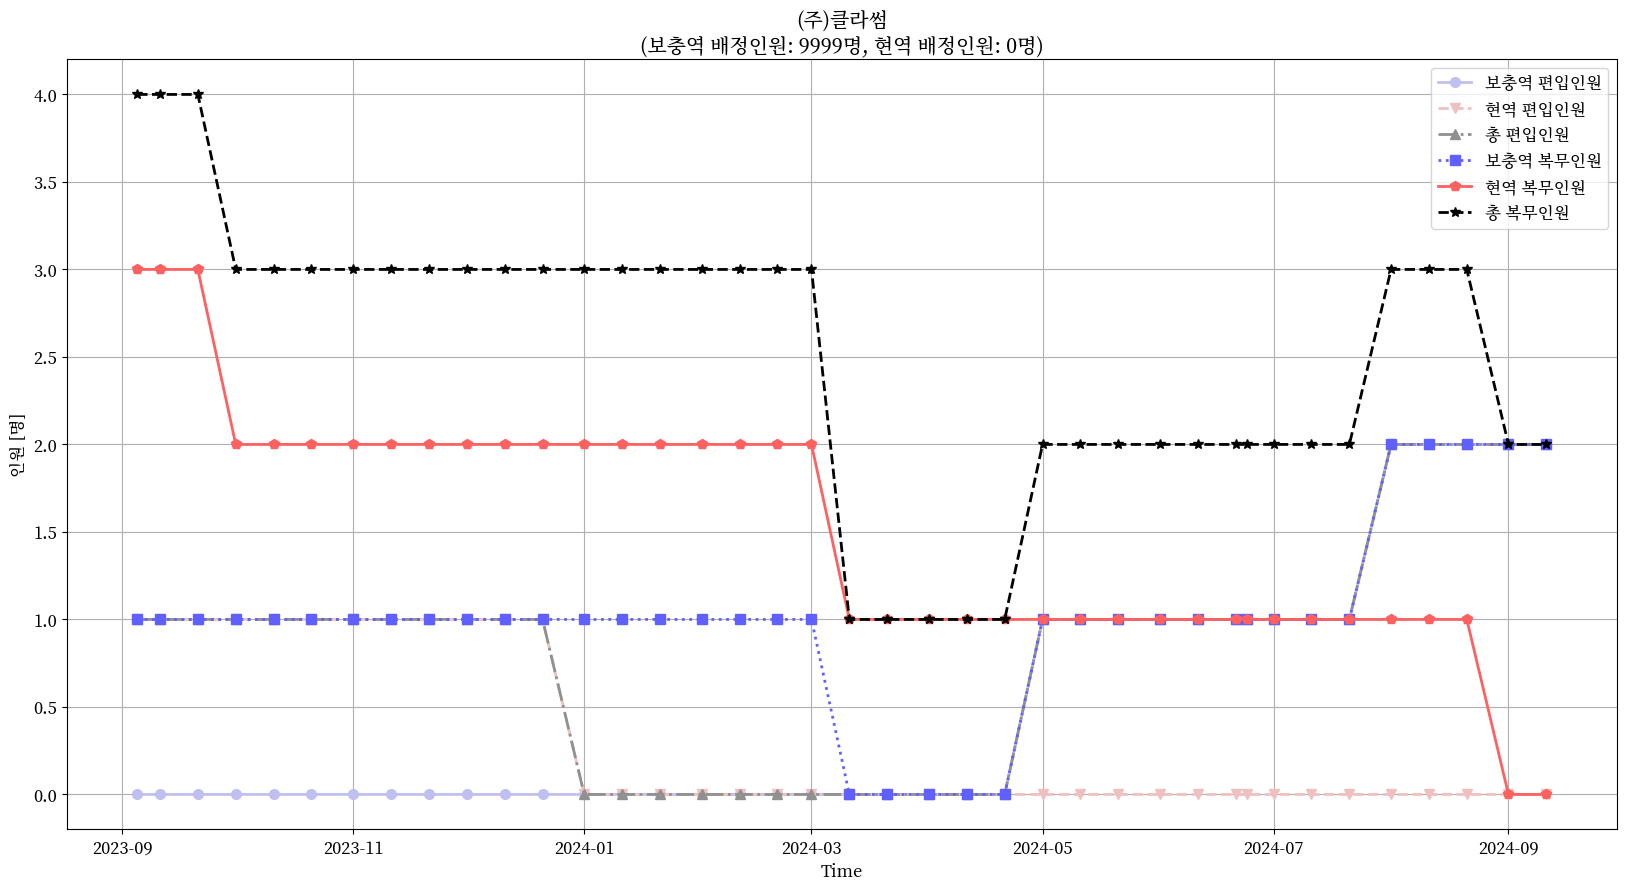 (주)클라썸
(보충역 배정인원: 9999명, 현역 배정인원: 0명)
보충역 편입인원
현역 편입인원
총 편입인원
보충역 복무인원
현역 복무인원
총 복무인원
인원 [명]
4.0
3.5
3.0
2.5
2.0
1.5
1.0
0.5
0.0
2023-09 2023-11 2024-01 2024-03 2024-05 2024-07 2024-09
Time